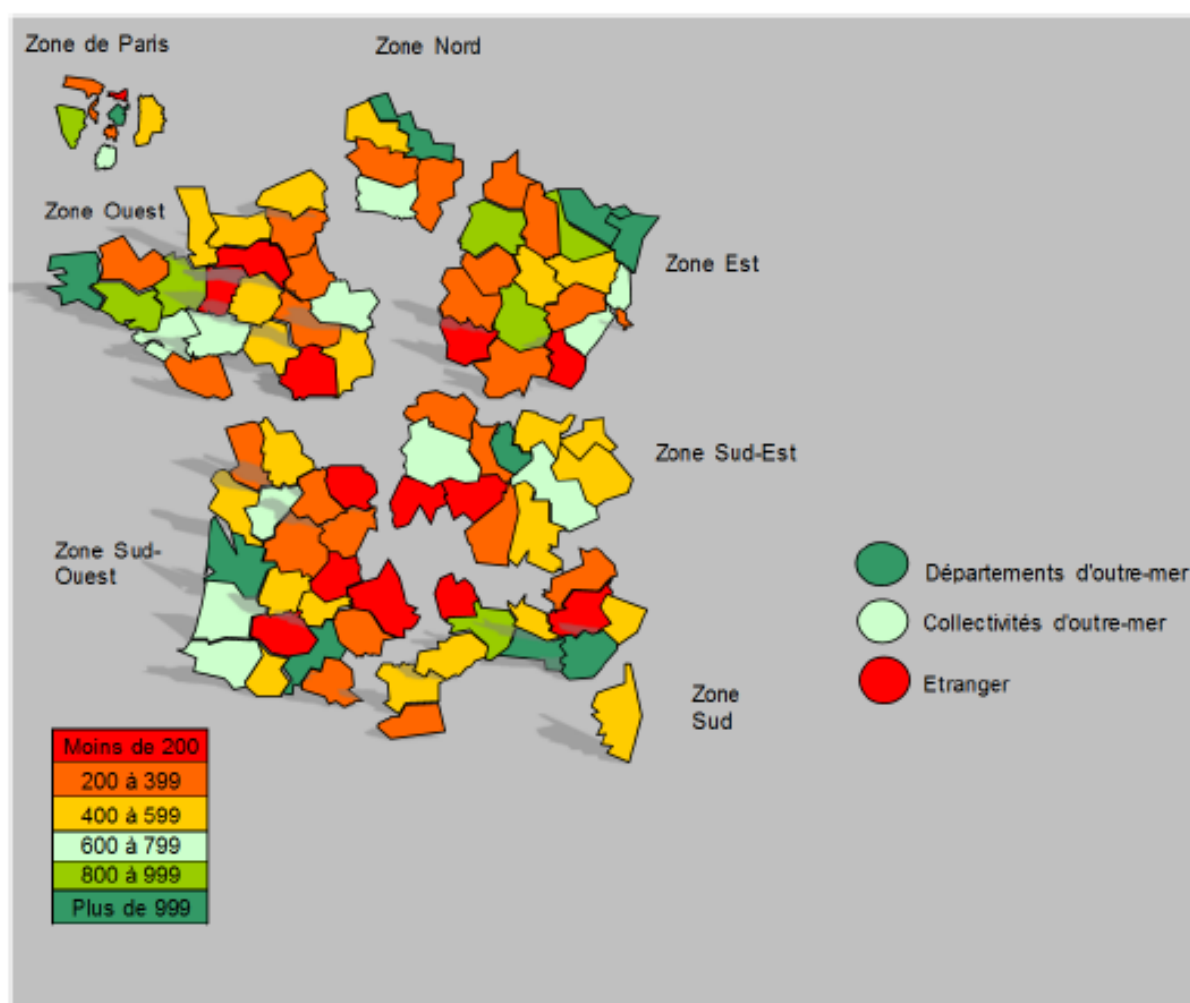 Zone de Paris
Zone Nord
Zone Ouest
Zone Est
Zone Sud-Est
Zone Sud-
Ouest
Départements d'outre-mer
Collectivités d'outre-mer
Etranger
Zone
Sud
Moins de 200
200 à 399
400 à 599
600 à 799
800 à 999
Plus de 999